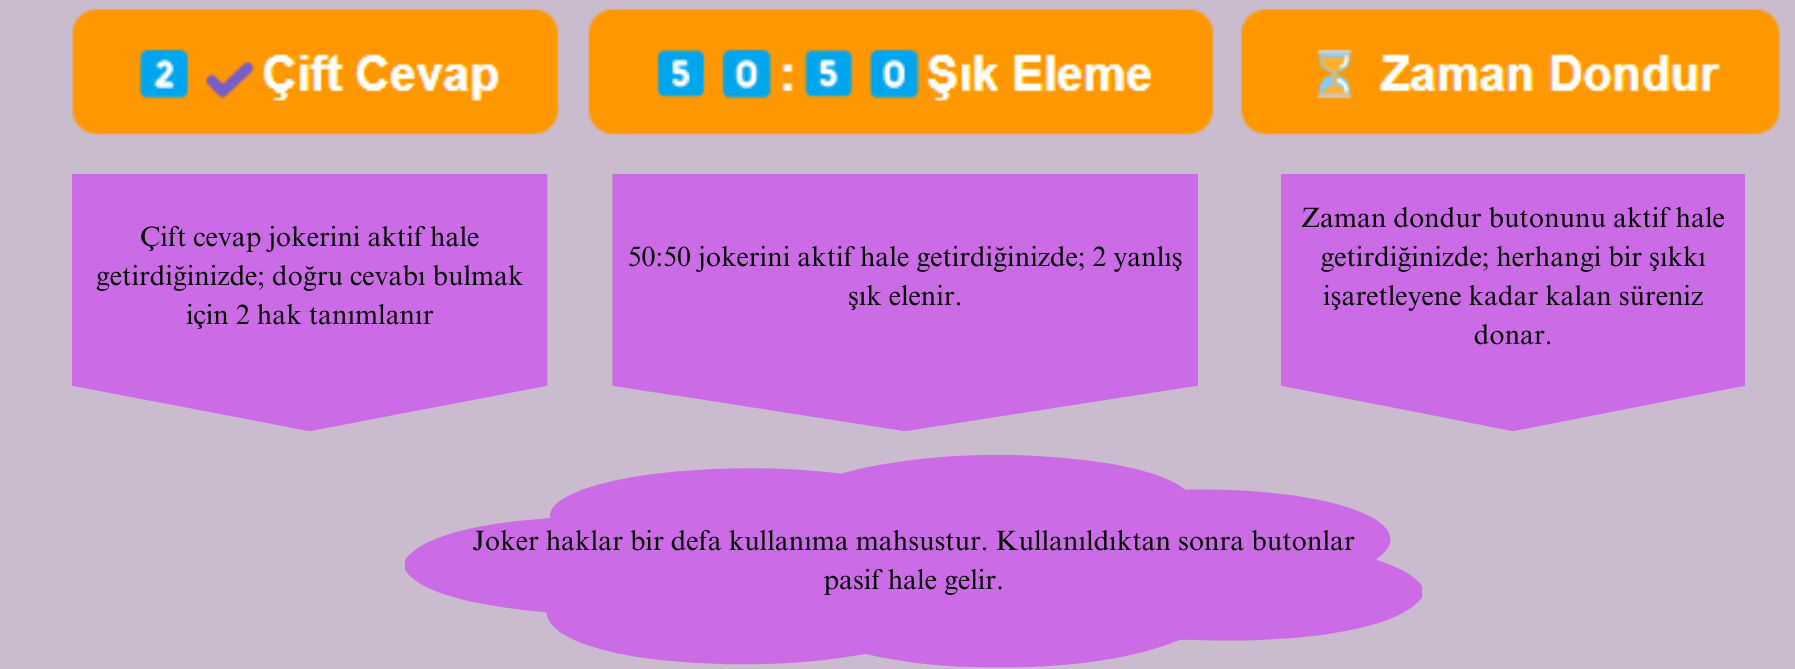 2 ✔ Çift Cevap
5 0 : 5 0 Şık Eleme
⏳ Zaman Dondur
Çift cevap jokerini aktif hale
getirdiğinizde; doğru cevabı bulmak
için 2 hak tanımlanır
50:50 jokerini aktif hale getirdiğinizde; 2 yanlış
şık elenir.
Zaman dondur butonunu aktif hale
getirdiğinizde; herhangi bir şıkkı
işaretleyene kadar kalan süreniz
donar.
Joker haklar bir defa kullanıma mahsustur. Kullanıldıktan sonra butonlar
pasif hale gelir.